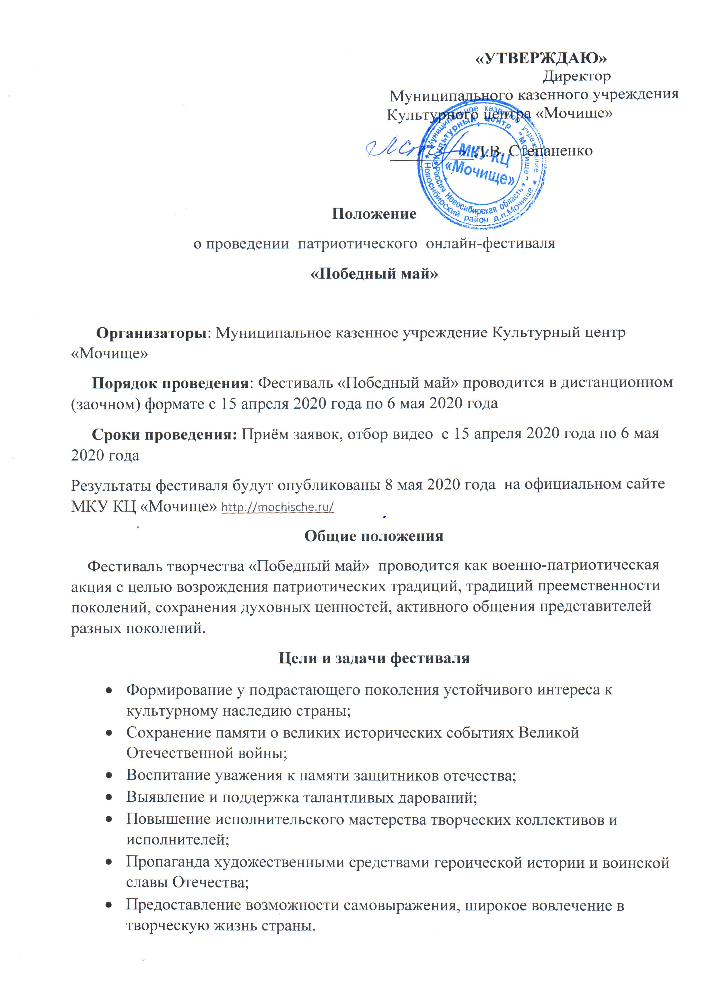 «УТВЕРЖДАЮ»
Директор
Муниципального казенного учреждения
Культурного центра «Мочище»
Л.В. Степаненко
* Муниципальное казенное учреждение *
Новосибирский район д.п.Мочище
* Культурный центр "Мочище" *
Россия Новосибирская область
МКУ КЦ
«Мочище»
Положение
о проведении патриотического онлайн-фестиваля
«Победный май»
Организаторы: Муниципальное казенное учреждение Культурный центр
«Мочище»
Порядок проведения: Фестиваль «Победный май» проводится в дистанционном
(заочном) формате с 15 апреля 2020 года по 6 мая 2020 года
Сроки проведения: Приём заявок, отбор видео с 15 апреля 2020 года по 6 мая
2020 года
Результаты фестиваля будут опубликованы 8 мая 2020 года на официальном сайте
МКУ КЦ «Мочище» http://mochische.ru/
Общие положения
Фестиваль творчества «Победный май» проводится как военно-патриотическая
акция с целью возрождения патриотических традиций, традиций преемственности
поколений, сохранения духовных ценностей, активного общения представителей
разных поколений.
Цели и задачи фестиваля
• Формирование у подрастающего поколения устойчивого интереса к
культурному наследию страны;
• Сохранение памяти о великих исторических событиях Великой
Отечественной войны;
• Воспитание уважения к памяти защитников отечества;
• Выявление и поддержка талантливых дарований;
• Повышение исполнительского мастерства творческих коллективов и
исполнителей;
• Пропаганда художественными средствами героической истории и воинской
славы Отечества;
• Предоставление возможности самовыражения, широкое вовлечение в
творческую жизнь страны.